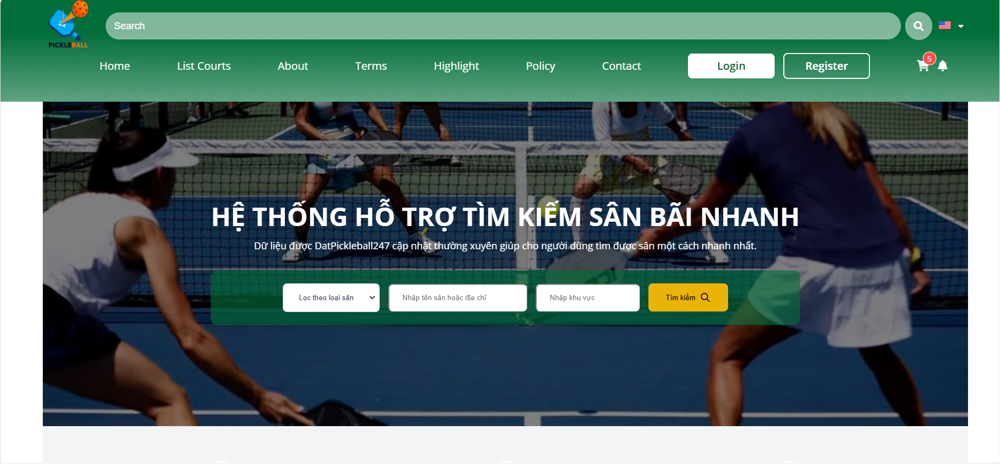 PICKLEBALL
Search
Home List Courts About Terms Highlight Policy Contact Login Register 5
HỆ THỐNG HỖ TRỢ TÌM KIẾM SÂN BÃI NHANH
Dữ liệu được DatPickleball247 cập nhật thường xuyên giúp cho người dùng tìm được sân một cách nhanh nhất.
Lọc theo loại sân Nhập tên sân hoặc địa chỉ Nhập khu vực Tìm kiếm